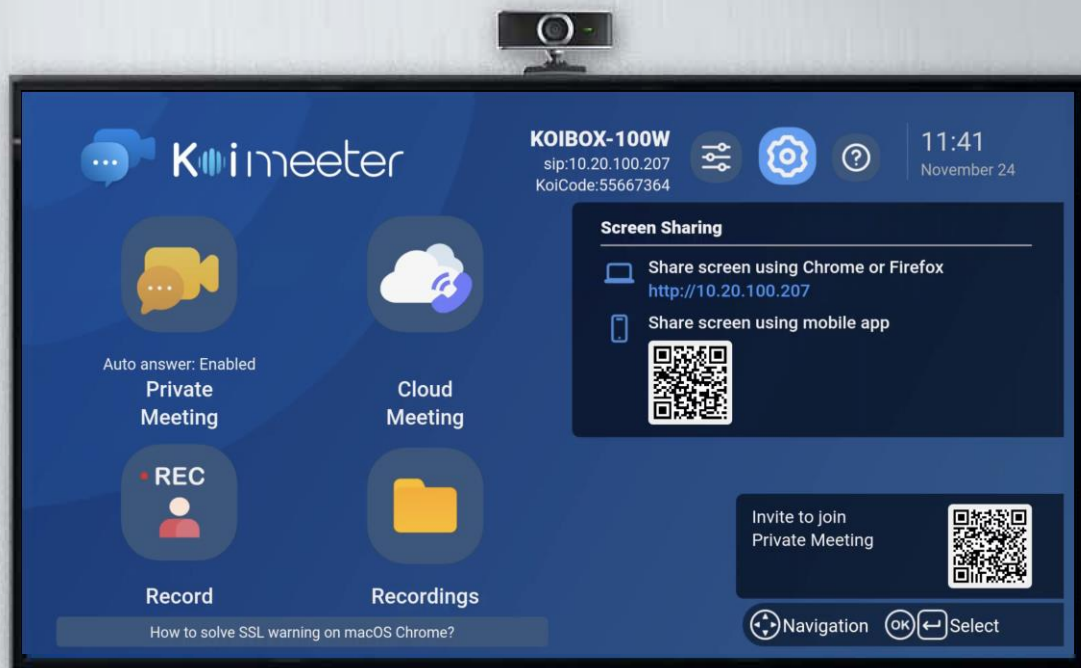 Koimeeter
KOIBOX-100W
sip:10.20.100.207
KoiCode:55667364
11:41
November 24
Auto answer: Enabled
Private
Meeting
Cloud
Meeting
REC
Record
Recordings
How to solve SSL warning on macOS Chrome?
Screen Sharing
Share screen using Chrome or Firefox
http://10.20.100.207
Share screen using mobile app
Invite to join
Private Meeting
Navigation
OK
Select